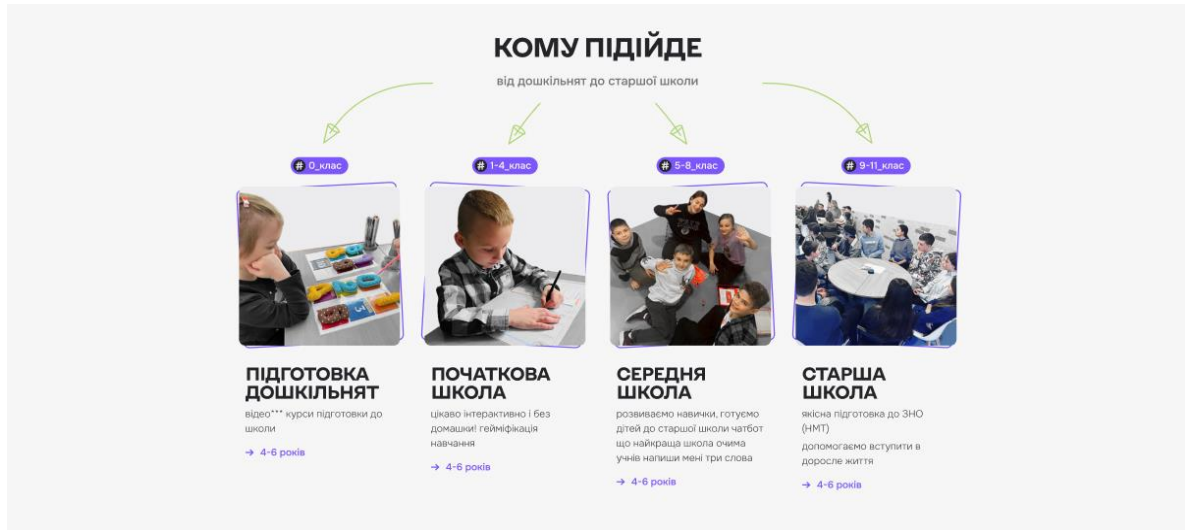 КОМУ ПІДІЙДЕ
від дошкільнят до старшої школи
# 0_клас
# 1-4_клас
# 5-8_клас
# 9-11_клас
ПІДГОТОВКА
ДОШКІЛЬНЯТ
відео*** курси підготовки до
школи
→ 4-6 років
ПОЧАТКОВА
ШКОЛА
цікаво інтерактивно і без
домашки! гейміфікація
навчання
→ 4-6 років
СЕРЕДНЯ
ШКОЛА
розвиваємо навички, готуємо
дітей до старшої школи чатбот
що найкраща школа очима
учнів напиши мені три слова
→ 4-6 років
СТАРША
ШКОЛА
якісна підготовка до ЗНО
(НМТ)
допомогаємо вступити в
доросле життя
→ 4-6 років